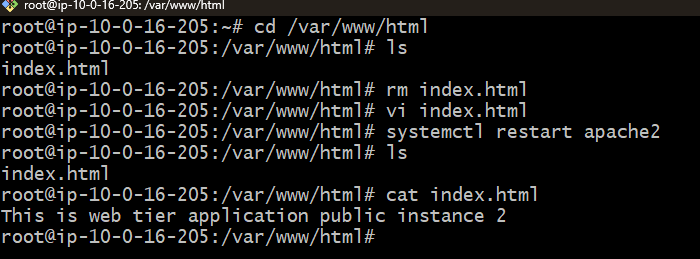 root@ip-10-0-16-205: /var/www/html
root@ip-10-0-16-205:~# cd /var/www/html
root@ip-10-0-16-205:/var/www/html# ls
index.html
root@ip-10-0-16-205:/var/www/html# rm index.html
root@ip-10-0-16-205:/var/www/html# vi index.html
root@ip-10-0-16-205:/var/www/html# systemctl restart apache2
root@ip-10-0-16-205:/var/www/html# ls
index.html
root@ip-10-0-16-205:/var/www/html# cat index.html
This is web tier application public instance 2
root@ip-10-0-16-205:/var/www/html#